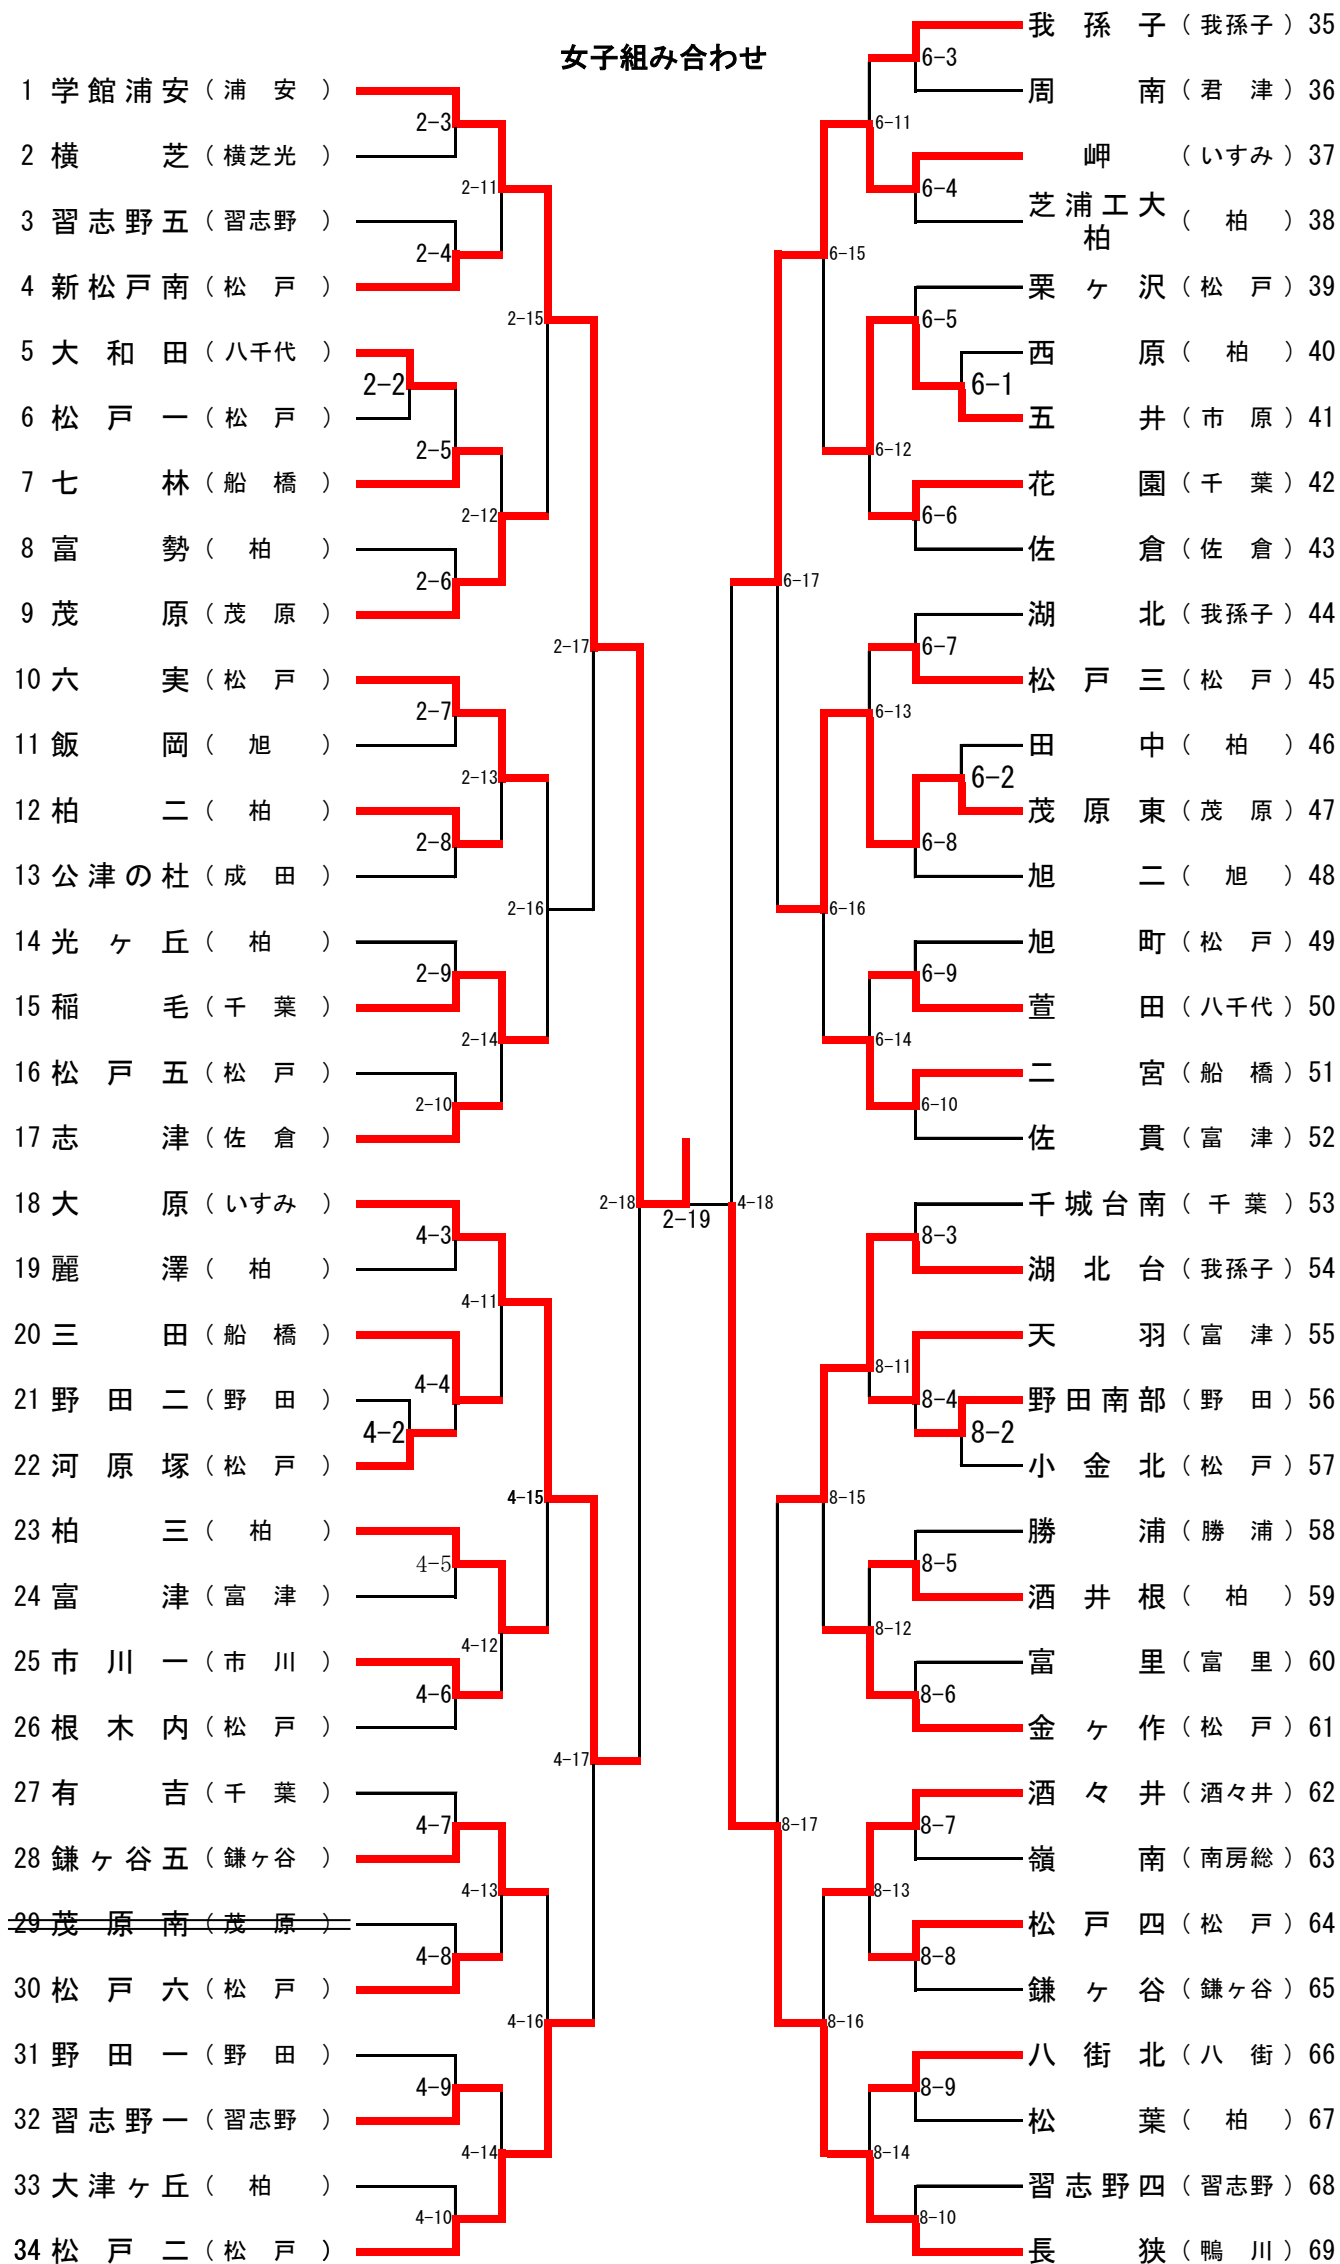 女子組み合わせ
1 学館浦安 （ 浦 安 ）
2 横 芝 （ 横芝光 ）
3 習志野五 （ 習志野 ）
4 新松戸南 （ 松 戸 ）
5 大和田 （ 八千代 ）
6 松戸一 （ 松 戸 ）
7 七 林 （ 船 橋 ）
8 富 勢 （ 柏 ）
9 茂 原 （ 茂 原 ）
10 六 実 （ 松 戸 ）
11 飯 岡 （ 旭 ）
12 柏 二 （ 柏 ）
13 公津の杜 （ 成 田 ）
14 光ヶ丘 （ 柏 ）
15 稲 毛 （ 千 葉 ）
16 松戸五 （ 松 戸 ）
17 志 津 （ 佐 倉 ）
18 大 原 （ いすみ ）
19 麗 澤 （ 柏 ）
20 三 田 （ 船 橋 ）
21 野田二 （ 野 田 ）
22 河原塚 （ 松 戸 ）
23 柏 三 （ 柏 ）
24 富 津 （ 富 津 ）
25 市川一 （ 市 川 ）
26 根木内 （ 松 戸 ）
27 有 吉 （ 千 葉 ）
28 鎌ヶ谷五 （ 鎌ヶ谷 ）
29 茂原南 （ 茂 原 ）
30 松戸六 （ 松 戸 ）
31 野田一 （ 野 田 ）
32 習志野一 （ 習志野 ）
33 大津ヶ丘 （ 柏 ）
34 松戸二 （ 松 戸 ）
2-3
2-11
2-4
2-15
2-2
2-5
2-12
2-6
2-17
2-7
2-13
2-8
2-16
2-9
2-14
2-10
2-18
2-19
4-18
4-3
4-11
4-4
4-2
4-15
4-5
4-12
4-6
4-17
4-7
4-13
4-8
4-16
4-9
4-14
4-10
6-3
6-11
6-4
6-15
6-5
6-1
6-12
6-6
6-17
6-7
6-13
6-2
6-8
6-16
6-9
6-14
6-10
8-3
8-11
8-4
8-2
8-15
8-5
8-12
8-6
8-17
8-7
8-13
8-8
8-16
8-9
8-14
8-10
我孫子 （ 我孫子 ） 35
周 南 （ 君 津 ） 36
岬 （ いすみ ） 37
芝浦工大
柏 （ 柏 ） 38
栗ヶ沢 （ 松 戸 ） 39
西 原 （ 柏 ） 40
五 井 （ 市 原 ） 41
花 園 （ 千 葉 ） 42
佐 倉 （ 佐 倉 ） 43
湖 北 （ 我孫子 ） 44
松戸三 （ 松 戸 ） 45
田 中 （ 柏 ） 46
茂原東 （ 茂 原 ） 47
旭 二 （ 旭 ） 48
旭 町 （ 松 戸 ） 49
萱 田 （ 八千代 ） 50
二 宮 （ 船 橋 ） 51
佐 貫 （ 富 津 ） 52
千城台南 （ 千 葉 ） 53
湖北台 （ 我孫子 ） 54
天 羽 （ 富 津 ） 55
野田南部 （ 野 田 ） 56
小金北 （ 松 戸 ） 57
勝 浦 （ 勝 浦 ） 58
酒井根 （ 柏 ） 59
富 里 （ 富 里 ） 60
金ヶ作 （ 松 戸 ） 61
酒々井 （ 酒々井 ） 62
嶺 南 （ 南房総 ） 63
松戸四 （ 松 戸 ） 64
鎌ヶ谷 （ 鎌ヶ谷 ） 65
八街北 （ 八 街 ） 66
松 葉 （ 柏 ） 67
習志野四 （ 習志野 ） 68
長 狭 （ 鴨 川 ） 69